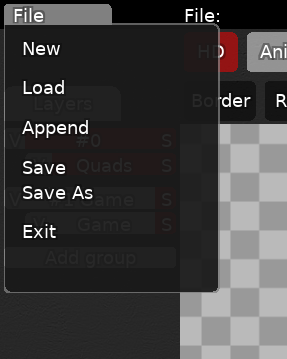 File File:
New HD Ani
Load
Layers Border R
Append
V #0 S
Save Quads S
Save As Game S
V Game S
Exit
Add group